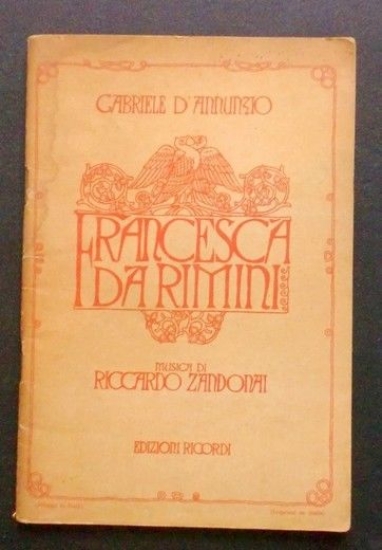 GABRIELE D'ANNUNZIO
FRANCESCA
DA RIMINI
MUSICA DI
RICCARDO ZANDONAI
EDIZIONI RICORDI